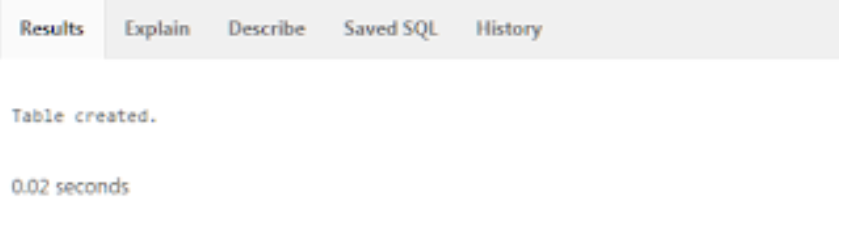 Results Explain Describe Saved SQL History
Table created.
0.02 seconds